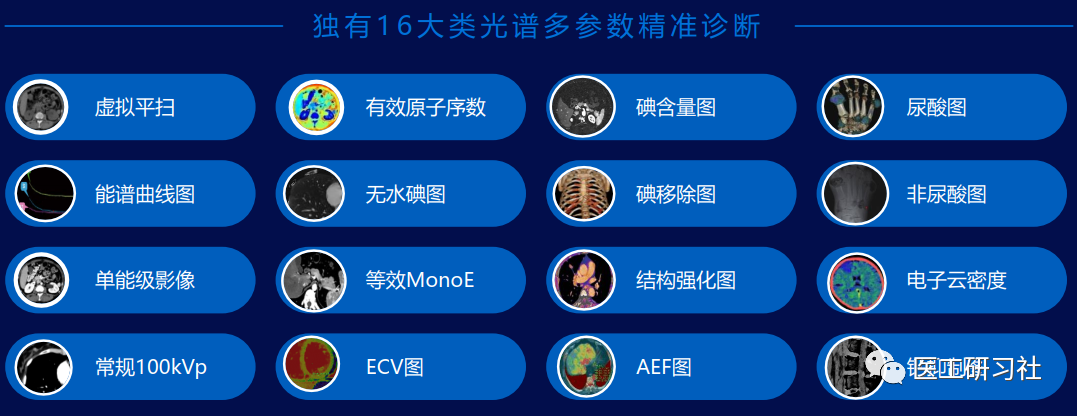 独有16大类光谱多参数精准诊断
虚拟平扫
有效原子序数
碘含量图
尿酸图
能谱曲线图
无水碘图
碘移除图
非尿酸图
单能级影像
等效MonoE
结构强化图
电子云密度
常规100kVp
ECV图
AEF图
医工研习社